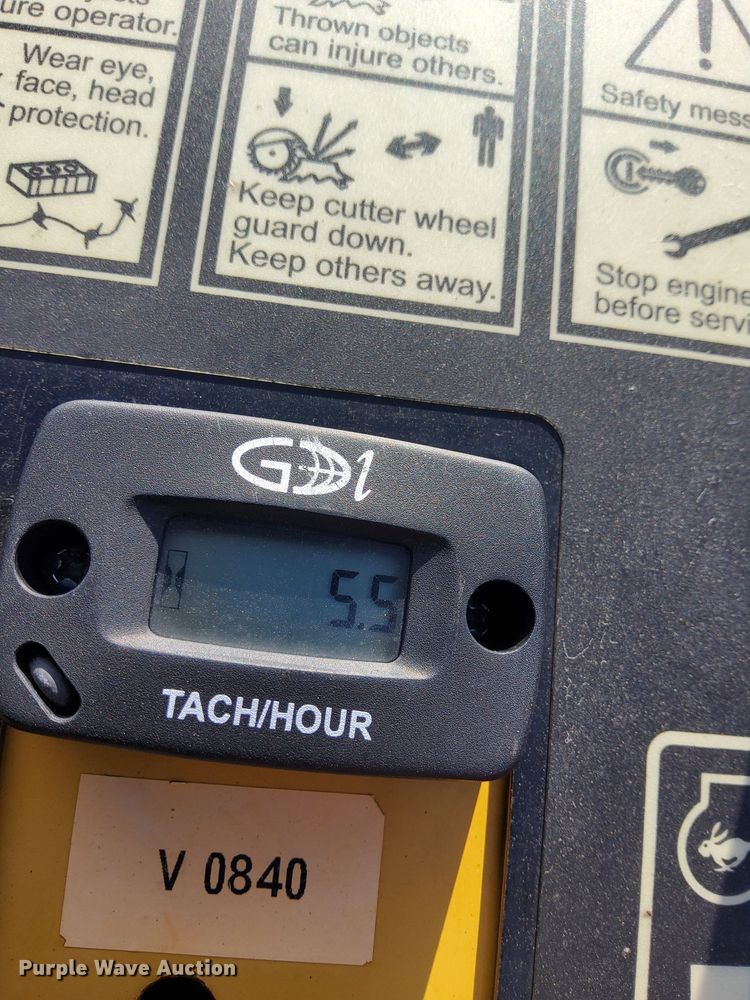 ure operator.
Wear eye,
face, head
protection.
Thrown objects
can injure others.
Keep cutter wheel
guard down.
Keep others away.
Safety mess
Stop engine
before servi
GDI
5.5
TACH/HOUR
V 0840
Purple Wave Auction